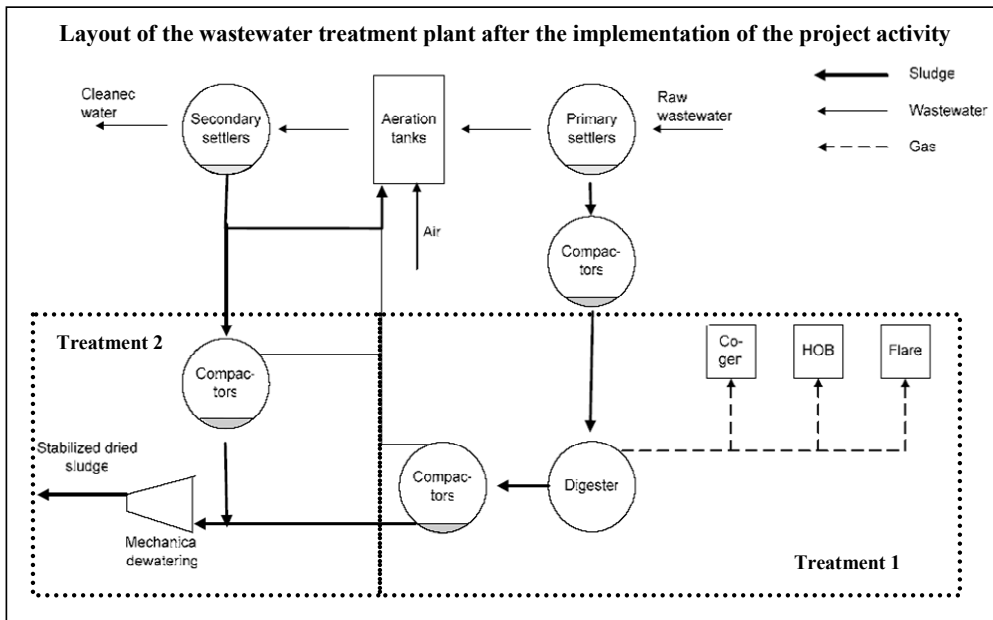 Layout of the wastewater treatment plant after the implementation of the project activity
Cleanec
water
Secondary
settlers
Aeration
tanks
Primary
settlers
Raw
wastewater
Sludge
Wastewater
Gas
Air
Compac-
tors
Treatment 2
Compac-
tors
Co-
ger
HOB
Flare
Stabilized dried
sludge
Compac-
tors
Digester
Mechanica
dewatering
Treatment 1